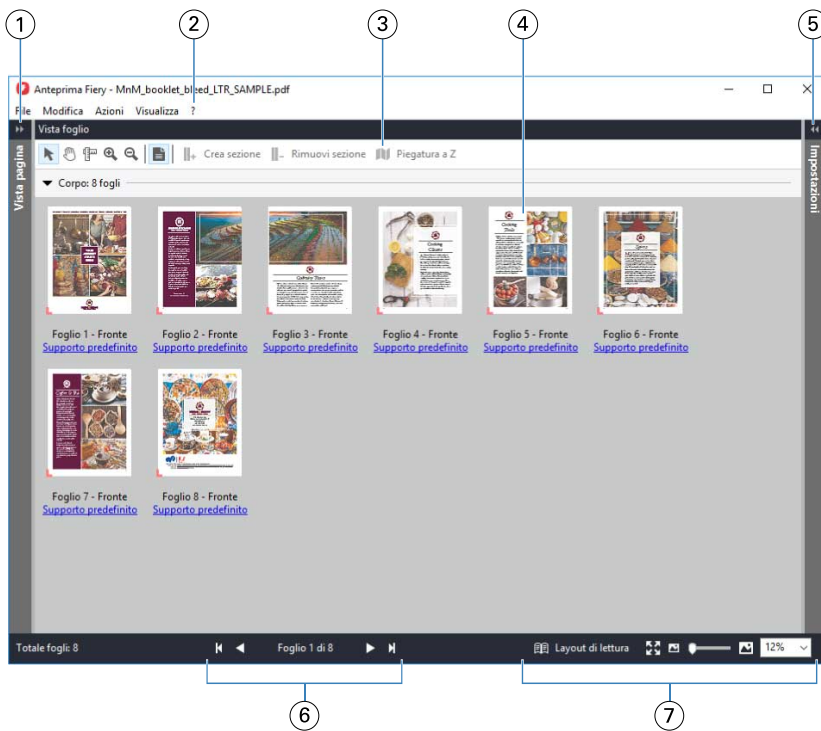 1 2 3 4 5
Anteprima Fiery - MnM_booklet_bleed_LTR_SAMPLE.pdf
File Modifica Azioni Visualizza ?
Vista foglio
Vista pagina
Crea sezione Rimuovi sezione Piegatura a Z
Impostazioni
Corpo: 8 fogli
Foglio 1 - Fronte Foglio 2 - Fronte Foglio 3 - Fronte Foglio 4 - Fronte Foglio 5 - Fronte Foglio 6 - Fronte
Supporto predefinito Supporto predefinito Supporto predefinito Supporto predefinito Supporto predefinito Supporto predefinito
Foglio 7 - Fronte Foglio 8 - Fronte
Supporto predefinito Supporto predefinito
Totale fogli: 8 Foglio 1 di 8 Layout di lettura 12%
6 7